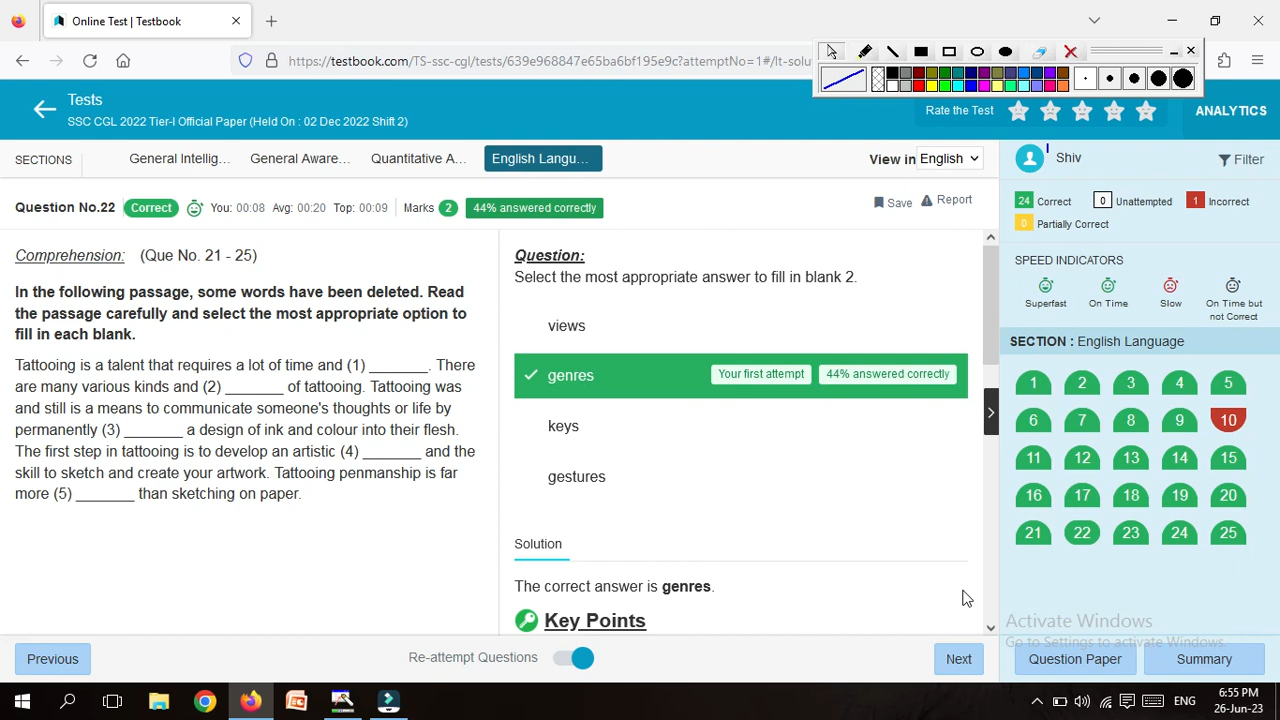 Online Test | Testbook
https://testbook.com/TS-ssc-cgl/tests/639e968847e65ba6bf195e9c?attemptNo=1#/lt-solu
Tests
SSC CGL 2022 Tier-I Official Paper (Held On : 02 Dec 2022 Shift 2)
Rate the Test
ANALYTICS
SECTIONS
General Intellig...
General Aware...
Quantitative A...
English Langu...
View in
English
Shiv
Filter
Question No.22
Correct
You: 00:08
Avg: 00:20
Top: 00:09
Marks 2
44% answered correctly
Save
Report
24 Correct
0 Unattempted
1 Incorrect
0 Partially Correct
Comprehension: (Que No. 21 - 25)
In the following passage, some words have been deleted. Read
the passage carefully and select the most appropriate option to
fill in each blank.
Tattooing is a talent that requires a lot of time and (1) _______. There
are many various kinds and (2) _______ of tattooing. Tattooing was
and still is a means to communicate someone's thoughts or life by
permanently (3) _______ a design of ink and colour into their flesh.
The first step in tattooing is to develop an artistic (4) _______ and the
skill to sketch and create your artwork. Tattooing penmanship is far
more (5) _______ than sketching on paper.
Question:
Select the most appropriate answer to fill in blank 2.
views
genres
Your first attempt
44% answered correctly
keys
gestures
Solution
The correct answer is genres.
Key Points
SPEED INDICATORS
Superfast
On Time
Slow
On Time but
not Correct
SECTION : English Language
1 2 3 4 5
6 7 8 9 10
11 12 13 14 15
16 17 18 19 20
21 22 23 24 25
Activate Windows
Go to Settings to activate Windows.
Previous
Re-attempt Questions
Next
Question Paper
Summary
ENG
6:55 PM
26-Jun-23